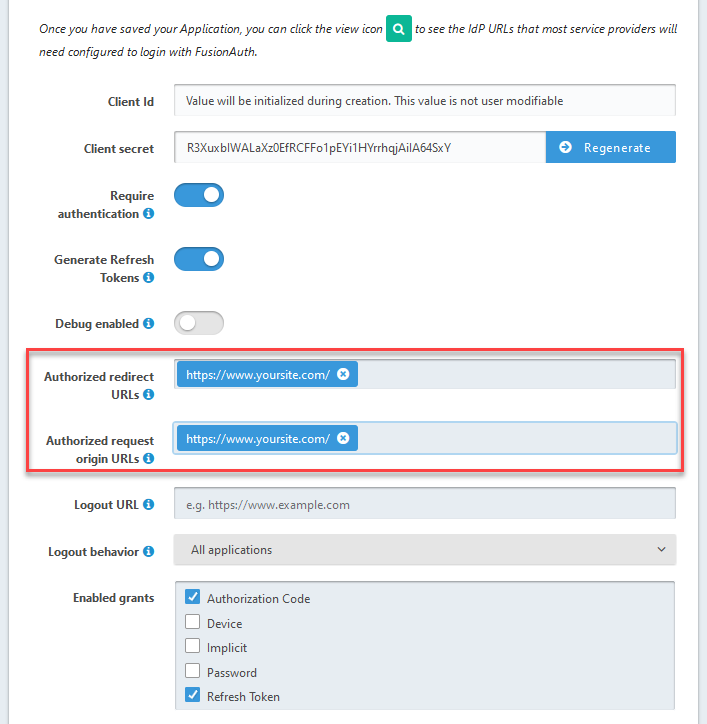 Once you have saved your Application, you can click the view icon to see the IdP URLs that most service providers will
need configured to login with FusionAuth.
Client Id
Value will be initialized during creation. This value is not user modifiable
Client secret
R3XuxblWALaXz0EfRCFFo1pEYi1HYrrhqjAilA64SxY
Regenerate
Require
authentication
Generate Refresh
Tokens
Debug enabled
Authorized redirect
URLs
https://www.yoursite.com/
Authorized request
origin URLs
https://www.yoursite.com/
Logout URL
e.g. https://www.example.com
Logout behavior
All applications
Enabled grants
Authorization Code
Device
Implicit
Password
Refresh Token